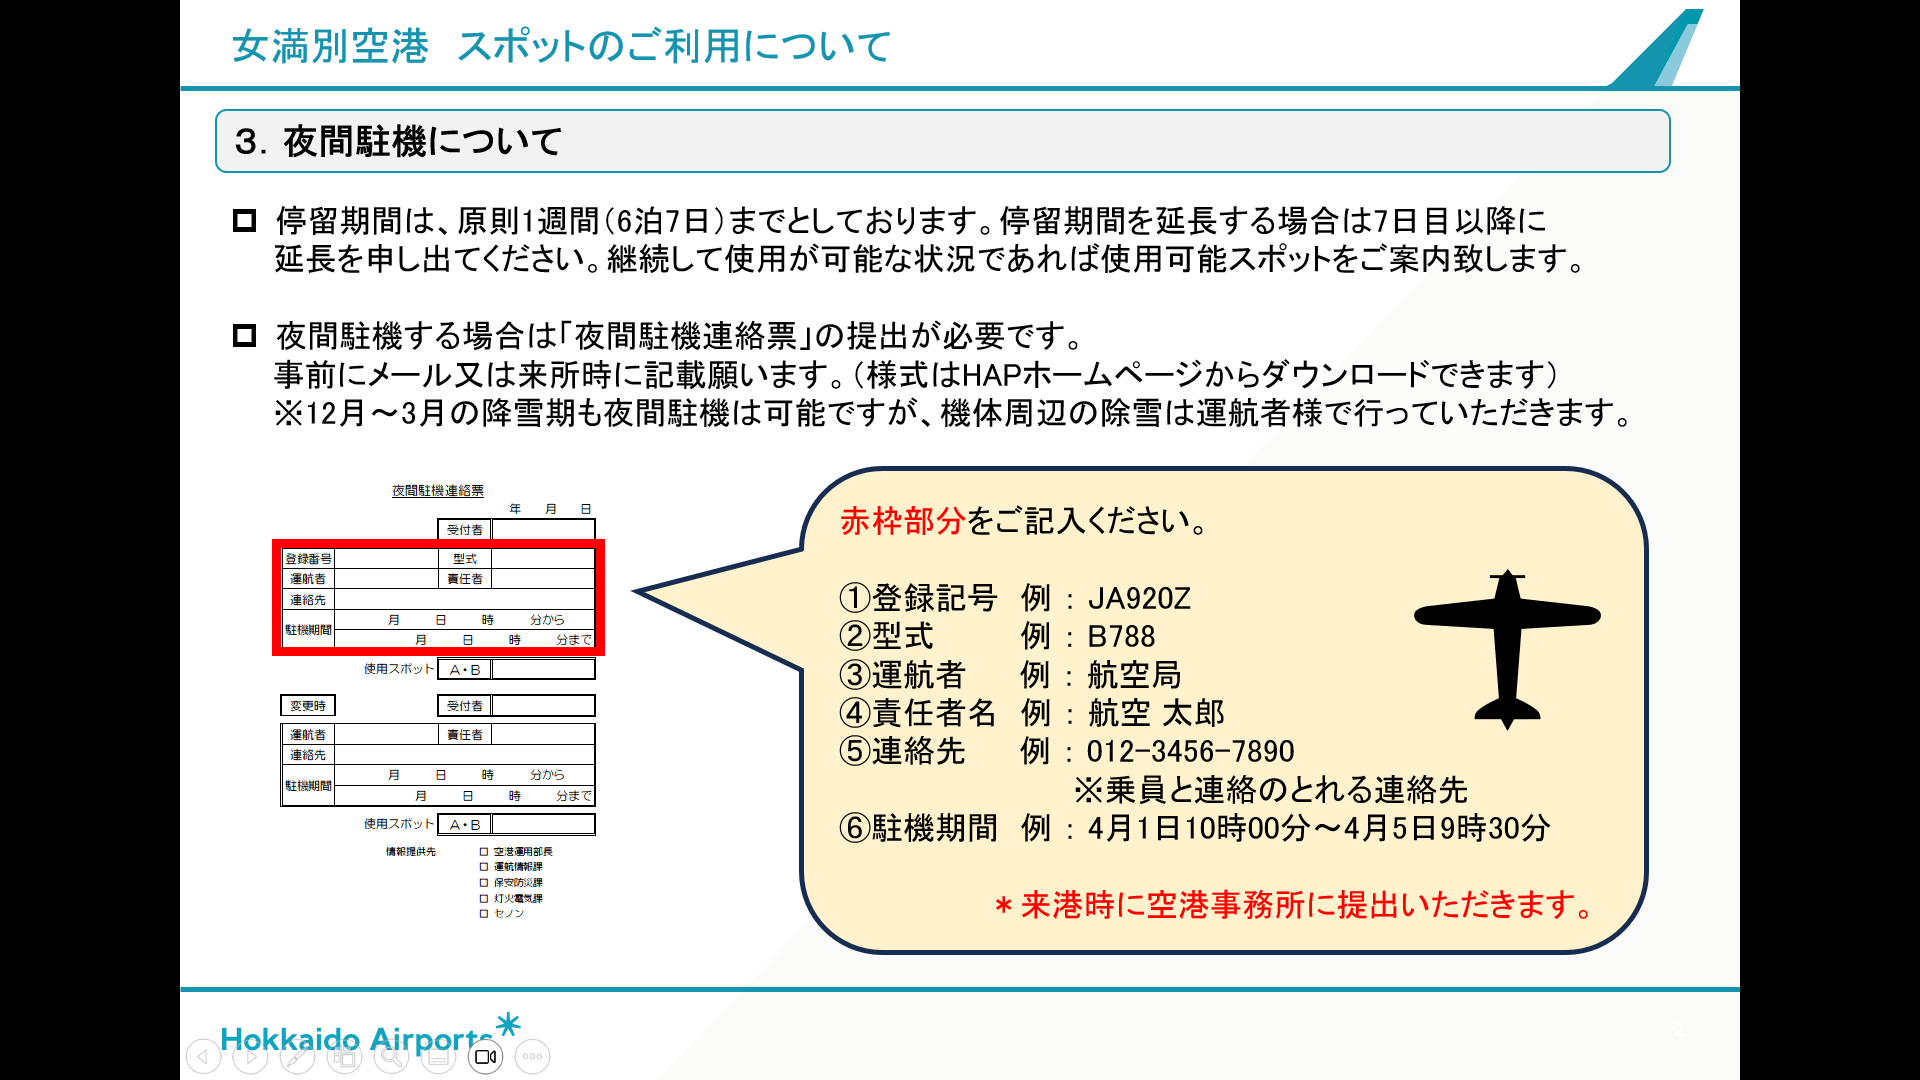 女満別空港　スポットのご利用について
３．夜間駐機について
停留期間は、原則1週間（6泊7日）までとしております。停留期間を延長する場合は7日目以降に
延長を申し出てください。継続して使用が可能な状況であれば使用可能スポットをご案内致します。
夜間駐機する場合は「夜間駐機連絡票」の提出が必要です。
事前にメール又は来所時に記載願います。（様式はHAPホームページからダウンロードできます）
※12月～3月の降雪期も夜間駐機は可能ですが、機体周辺の除雪は運航者様で行っていただきます。
夜間駐機連絡票
年　月　日
受付者
登録番号　型式
運航者　責任者
連絡先
駐機期間　月　日　時　分から
月　日　時　分まで
使用スポット　A・B
変更時　受付者
運航者　責任者
連絡先
駐機期間　月　日　時　分から
月　日　時　分まで
使用スポット　A・B
情報提供先　□ 空港運用部長
□ 運航情報課
□ 保安防災課
□ 灯火電気課
□ セノン
赤枠部分をご記入ください。
①登録記号　例 ： JA920Z
②型式　例 ： B788
③運航者　例 ： 航空局
④責任者名　例 ： 航空 太郎
⑤連絡先　例 ： 012-3456-7890
※乗員と連絡のとれる連絡先
⑥駐機期間　例 ： 4月1日10時00分～4月5日9時30分
＊来港時に空港事務所に提出いただきます。
Hokkaido Airports